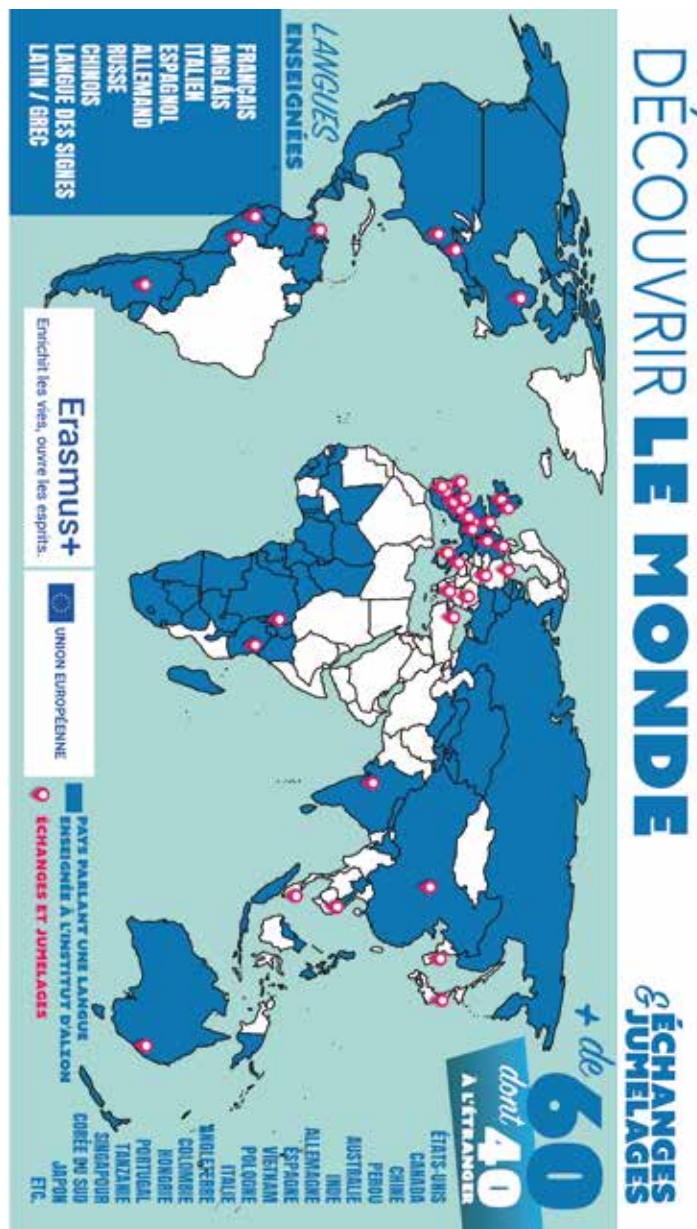 DÉCOUVRIR LE MONDE
ÉCHANGES
& JUMELAGES
+ de
60
dont 40
À L'ÉTRANGER
ÉTATS-UNIS
CANADA
CHINE
PEROU
AUSTRALIE
INDE
ALLEMAGNE
ESPAGNE
VIETNAM
POLOGNE
ITALIE
ANGLETERRE
COLOMBIE
HONGRIE
PORTUGAL
TANZANIE
SINGAPOUR
CORÉE DU SUD
JAPON
ETC.
LANGUES
ENSEIGNÉES
FRANÇAIS
ANGLAIS
ITALIEN
ESPAGNOL
ALLEMAND
RUSSE
CHINOIS
LANGUE DES SIGNES
LATIN / GREC
Erasmus+
Enrichit les vies, ouvre les esprits.
UNION EUROPÉENNE
PAYS PARLANT UNE LANGUE
ENSEIGNÉE À L'INSTITUT D'ALZON
ÉCHANGES ET JUMELAGES